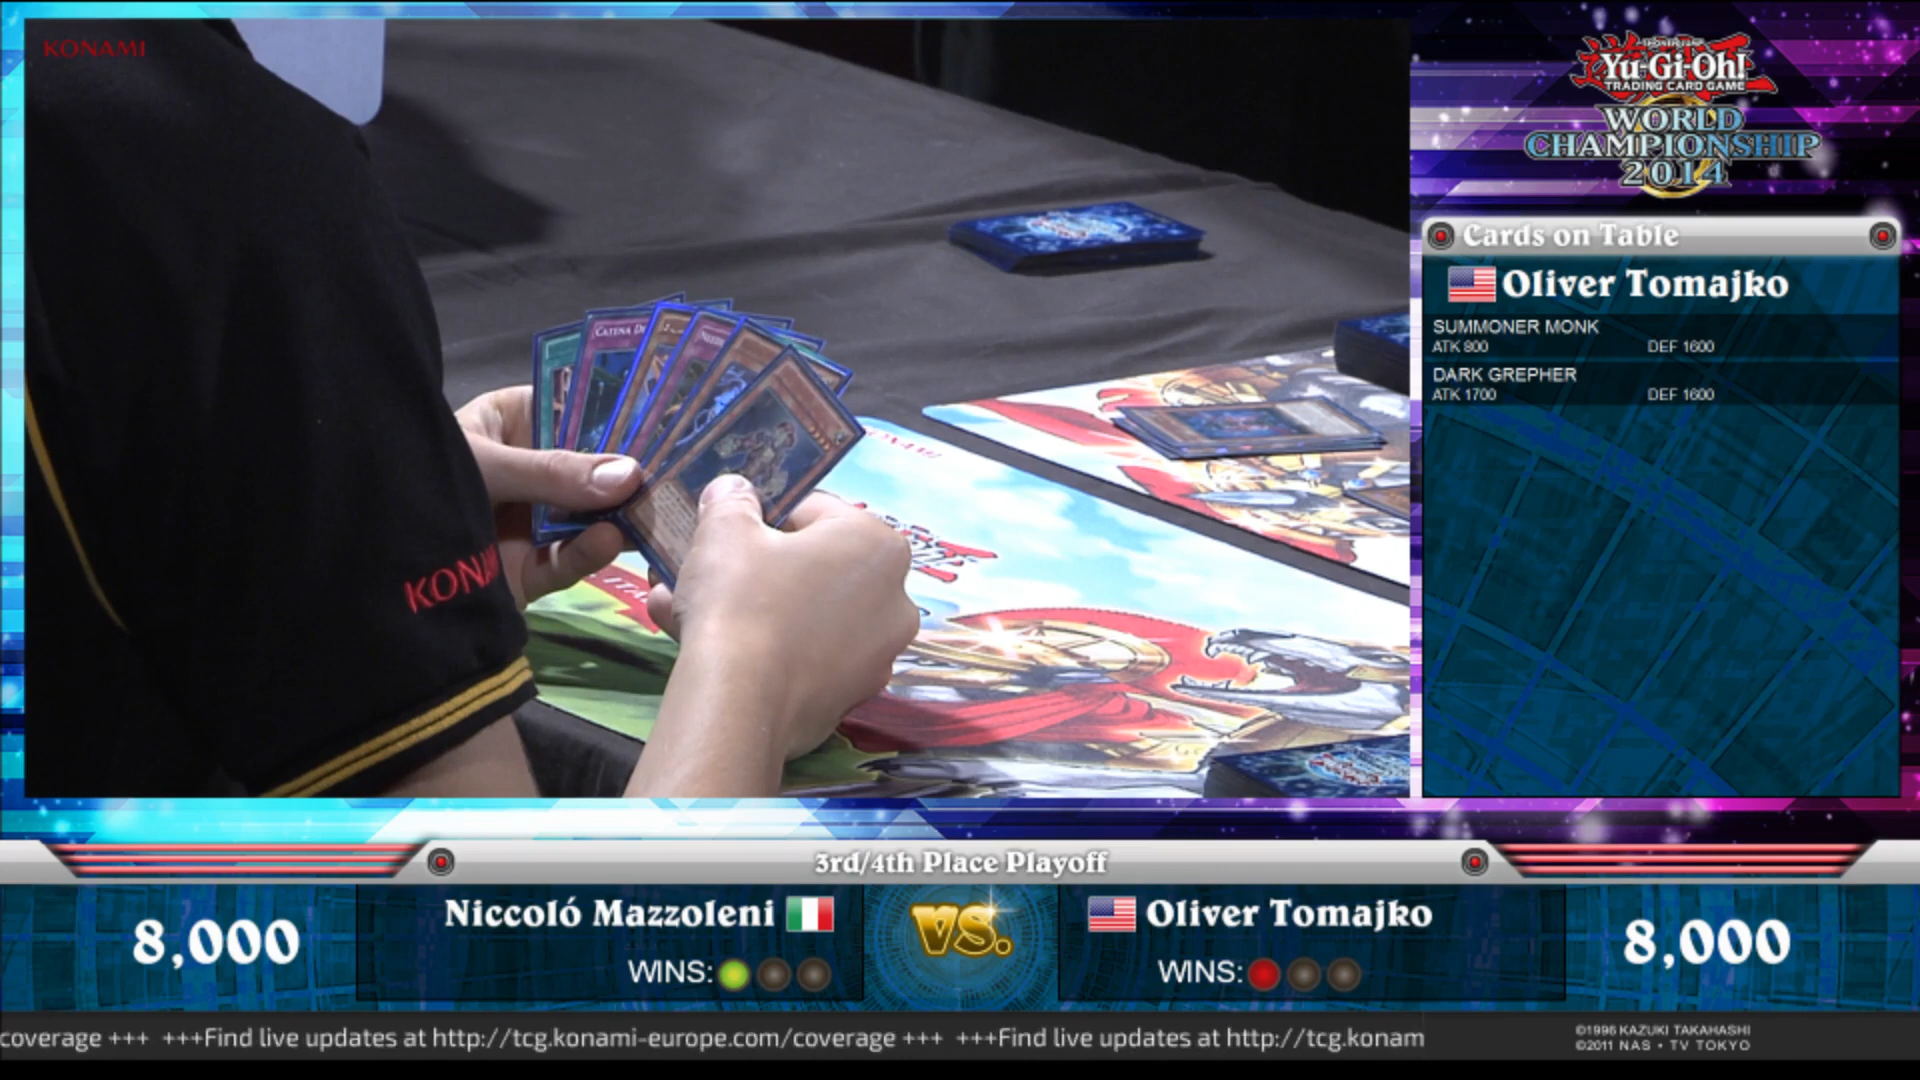 KONAMI
Yu-Gi-Oh!
TRADING CARD GAME
WORLD
CHAMPIONSHIP
2014
Cards on Table
Oliver Tomajko
SUMMONER MONK
ATK 800 DEF 1600
DARK GREPHER
ATK 1700 DEF 1600
CATENA
KONAMI
3rd/4th Place Playoff
8,000
Niccoló Mazzoleni
WINS:
VS.
Oliver Tomajko
WINS:
8,000
coverage +++ +++Find live updates at http://tcg.konami-europe.com/coverage +++ +++Find live updates at http://tcg.konam
©1996 KAZUKI TAKAHASHI
©2011 NAS • TV TOKYO